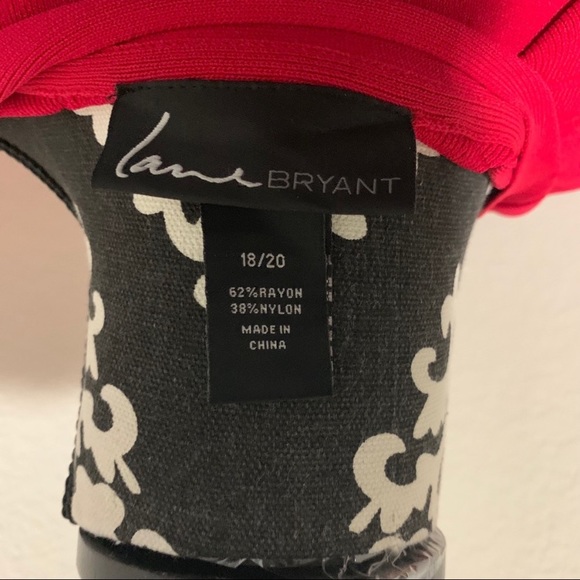 Lane BRYANT
18/20
62%RAYON
38%NYLON
MADE IN
CHINA